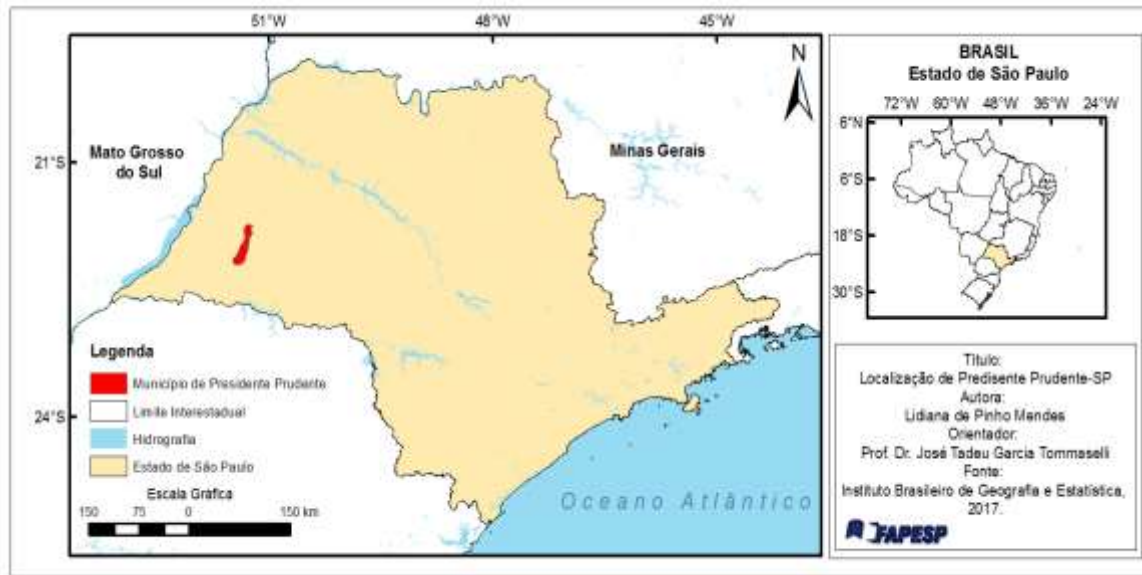 51°W 48°W 45°W
N
Mato Grosso
do Sul
Minas Gerais
21°S
24°S
Legenda
Município de Presidente Prudente
Limite Interestadual
Hidrografia
Estado de São Paulo
Escala Gráfica
150 75 0 150 km
Oceano Atlântico
BRASIL
Estado de São Paulo
72°W 60°W 48°W 36°W 24°W
6°N
6°S
18°S
30°S
Título:
Localização de Predisente Prudente-SP
Autora:
Lidiana de Pinho Mendes
Orientador:
Prof. Dr. José Tadeu Garcia Tommaselli
Fonte:
Instituto Brasileiro de Geografia e Estatística,
2017.
FAPESP